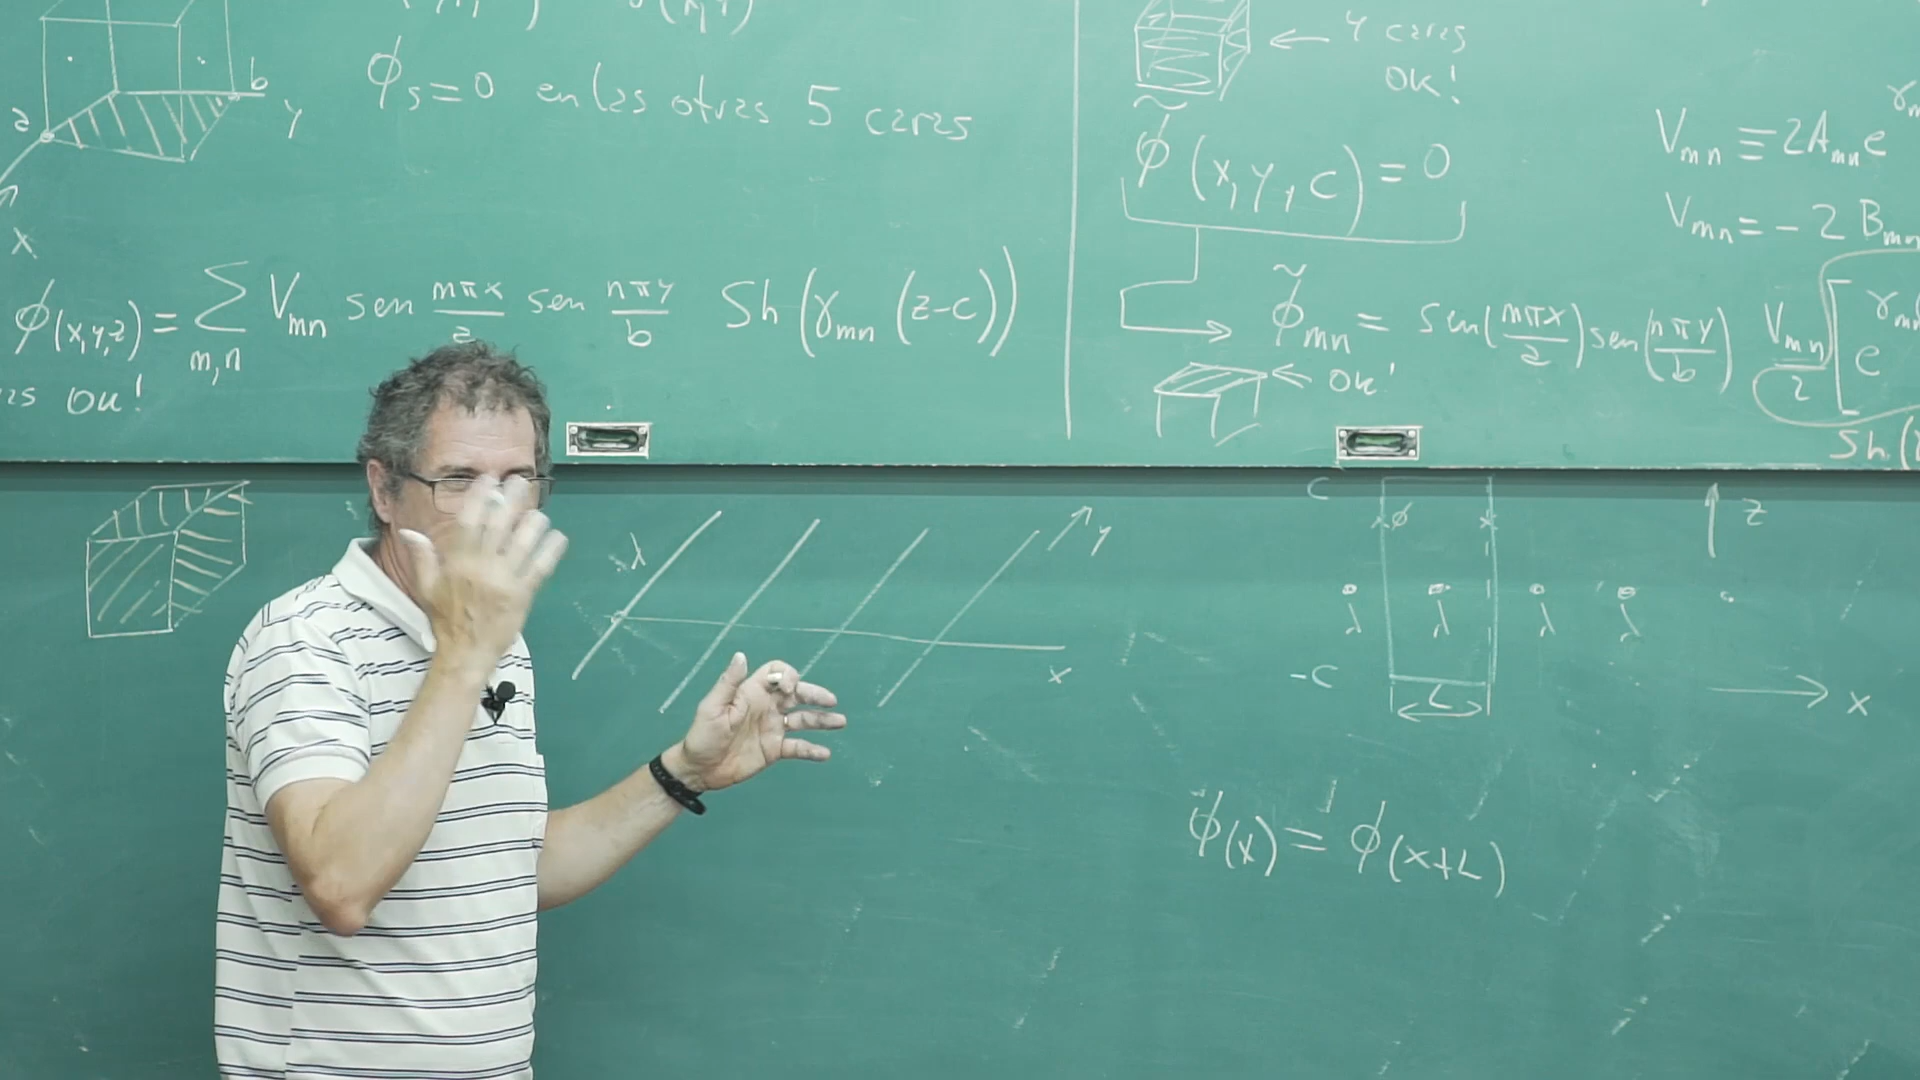 b
a
y
x
ϕₛ = 0 en las otras 5 caras
ϕ(x,y,z) = ∑ m,n Vmn sen mπx/a sen nπy/b Sh(γmn (z-c))
OK!
← 4 caras
OK!
ϕ̃(x,y,c) = 0
ϕ̃mn = sen(mπx/a) sen(nπy/b) Vmn/2 [e
← OK!
Vmn ≡ 2Amn e
Vmn = -2 Bmn
Sh(
λ
y
x
C
ϕ
z
λ λ λ λ
-C
L
x
ϕ(x) = ϕ(x+L)